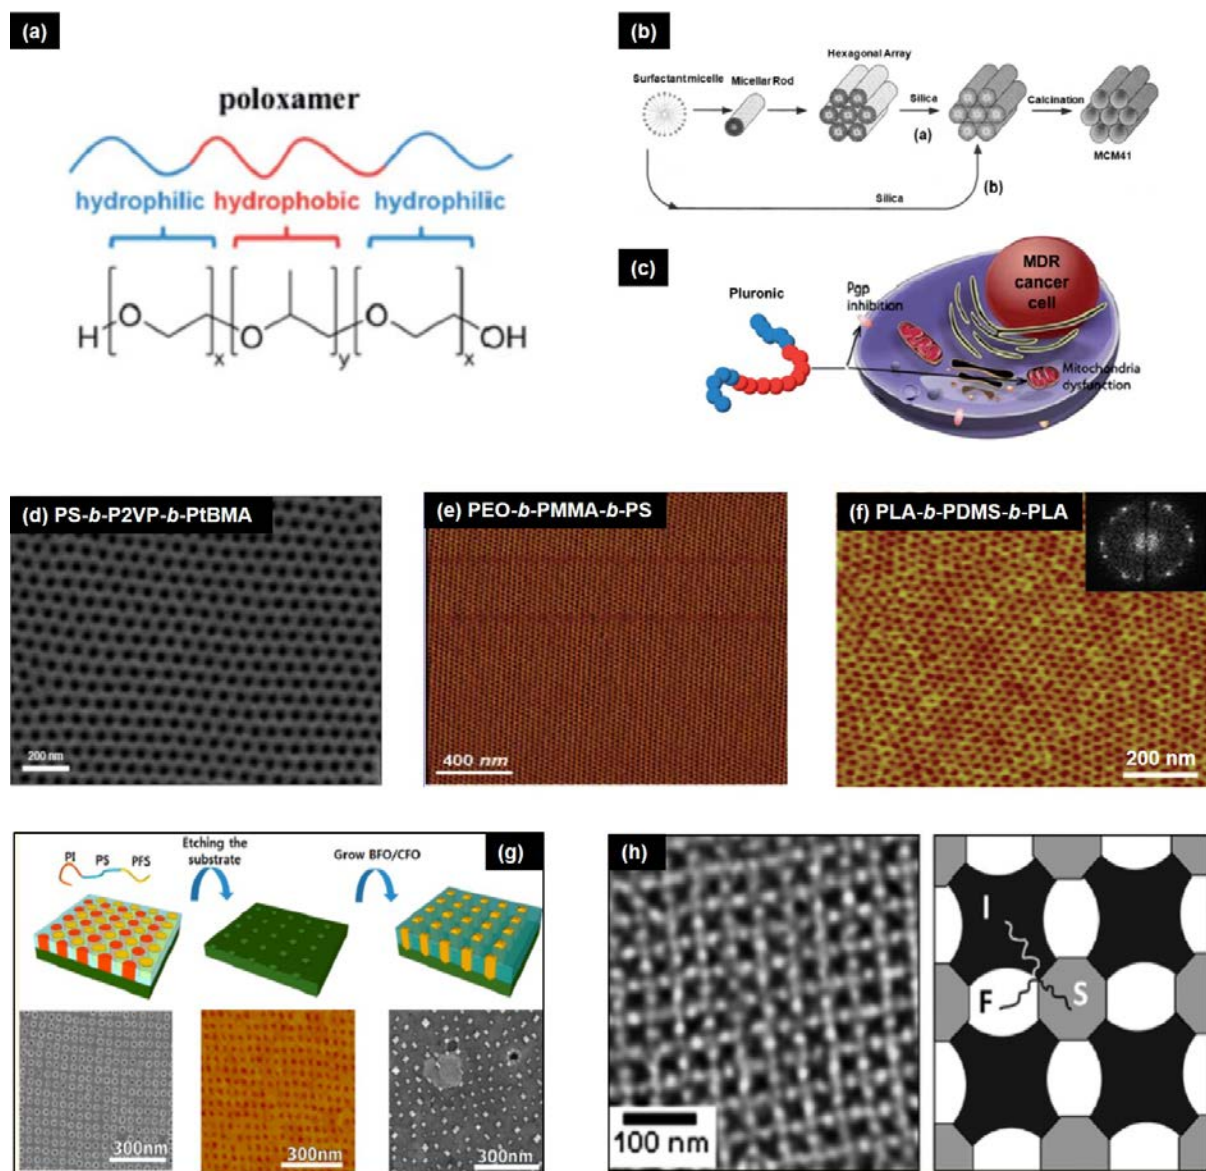 (a)
poloxamer
hydrophilic hydrophobic hydrophilic
H O O O OH
x y x
(b)
Hexagonal Array
Surfactant micelle
Micellar Rod
Silica
Calcination
(a)
MCM41
(b)
Silica
(c)
MDR
cancer
cell
Pluronic
Pgp
inhibition
Mitochondria
dysfunction
(d) PS-b-P2VP-b-PtBMA
200 nm
(e) PEO-b-PMMA-b-PS
400 nm
(f) PLA-b-PDMS-b-PLA
200 nm
(g)
PI PS PFS
Etching the
substrate
Grow BFO/CFO
300nm
300nm
300nm
(h)
100 nm
I
F
S